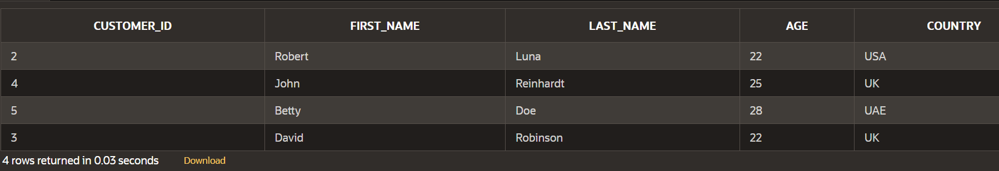 CUSTOMER_ID FIRST_NAME LAST_NAME AGE COUNTRY
2 Robert Luna 22 USA
4 John Reinhardt 25 UK
5 Betty Doe 28 UAE
3 David Robinson 22 UK
4 rows returned in 0.03 seconds Download